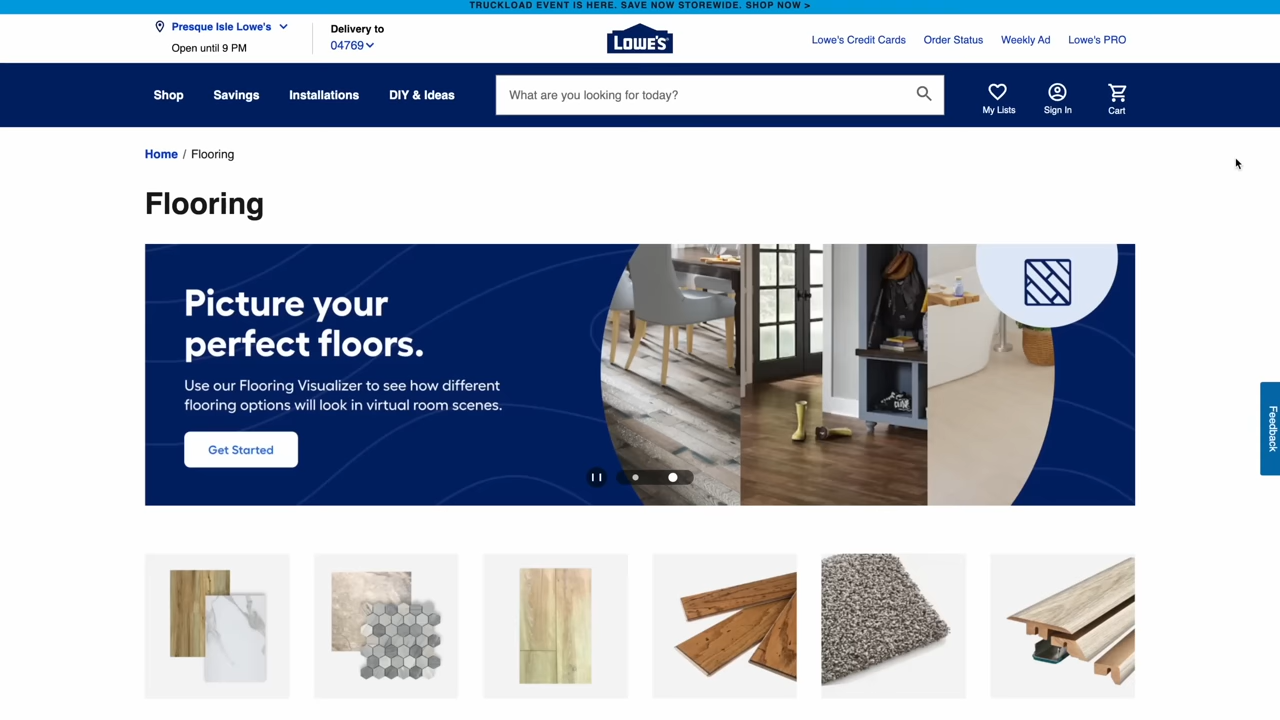 TRUCKLOAD EVENT IS HERE. SAVE NOW STOREWIDE. SHOP NOW >
Presque Isle Lowe's
Open until 9 PM
Delivery to
04769
LOWE'S
Lowe's Credit Cards
Order Status
Weekly Ad
Lowe's PRO
Shop
Savings
Installations
DIY & Ideas
What are you looking for today?
My Lists
Sign In
Cart
Home / Flooring
Flooring
Picture your
perfect floors.
Use our Flooring Visualizer to see how different
flooring options will look in virtual room scenes.
Get Started
Feedback